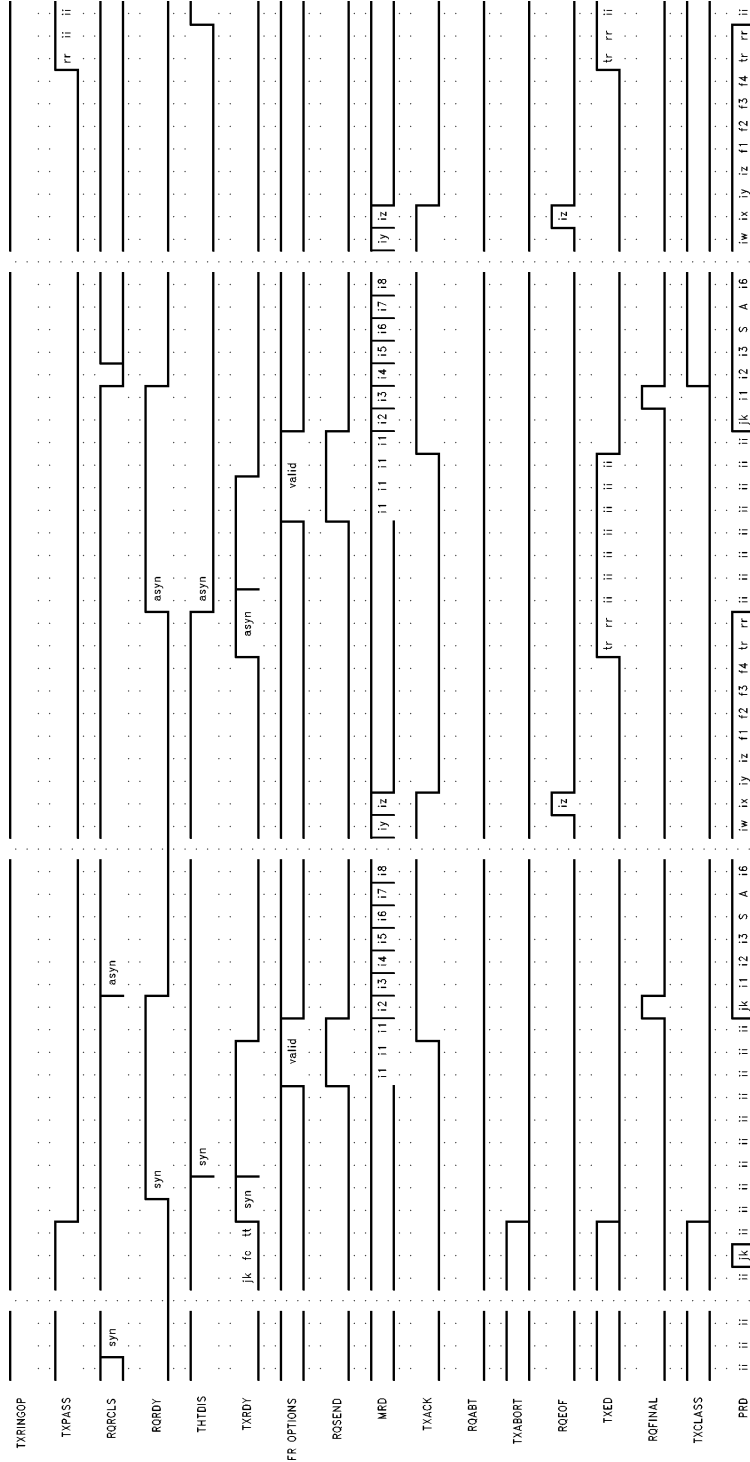 TXRINGOP
TXPASS rr ii ii
RQRCLS syn asyn
RQRDY syn asyn
THTDIS syn asyn
TXRDY jk fc tt syn asyn
FR OPTIONS valid valid
RQSEND
MRD i1 i1 i1 i2 i3 i4 i5 i6 i7 i8 iy iz i1 i1 i1 i1 i2 i3 i4 i5 i6 i7 i8 iy iz
TXACK
RQABT
TXABORT
RQEOF iz iz
TXED tr rr ii ii ii ii ii ii ii tr rr ii
RQFINAL
TXCLASS
PRD ii ii ii ii jk ii ii ii ii ii ii ii ii ii ii jk i1 i2 i3 S A i6 iw ix iy iz f1 f2 f3 f4 tr rr ii ii ii ii ii ii ii ii jk i1 i2 i3 S A i6 iw ix iy iz f1 f2 f3 f4 tr rr ii